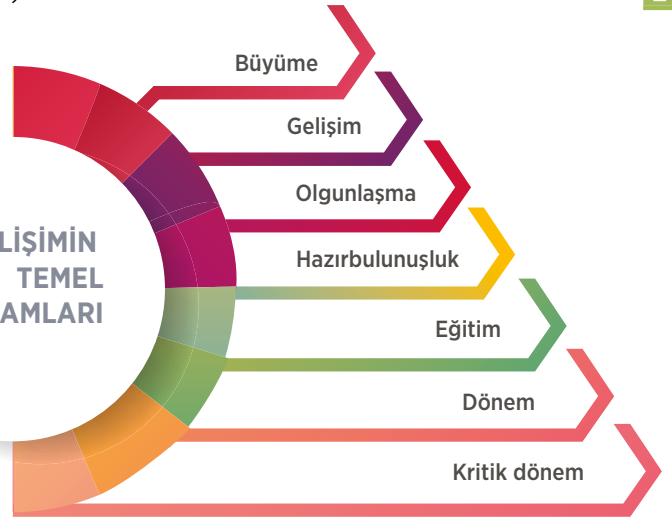 Büyüme
Gelişim
Olgunlaşma
Hazırbulunuşluk
Eğitim
Dönem
Kritik dönem
LİŞİMİN
TEMEL
AMLARI